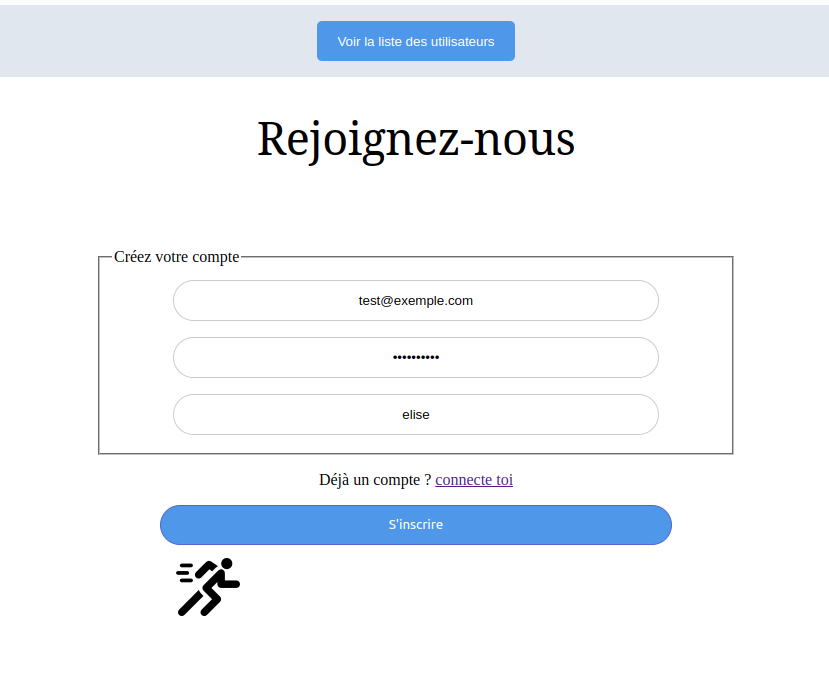 Voir la liste des utilisateurs
Rejoignez-nous
Créez votre compte
test@exemple.com
••••••••••
elise
Déjà un compte ? connecte toi
S'inscrire